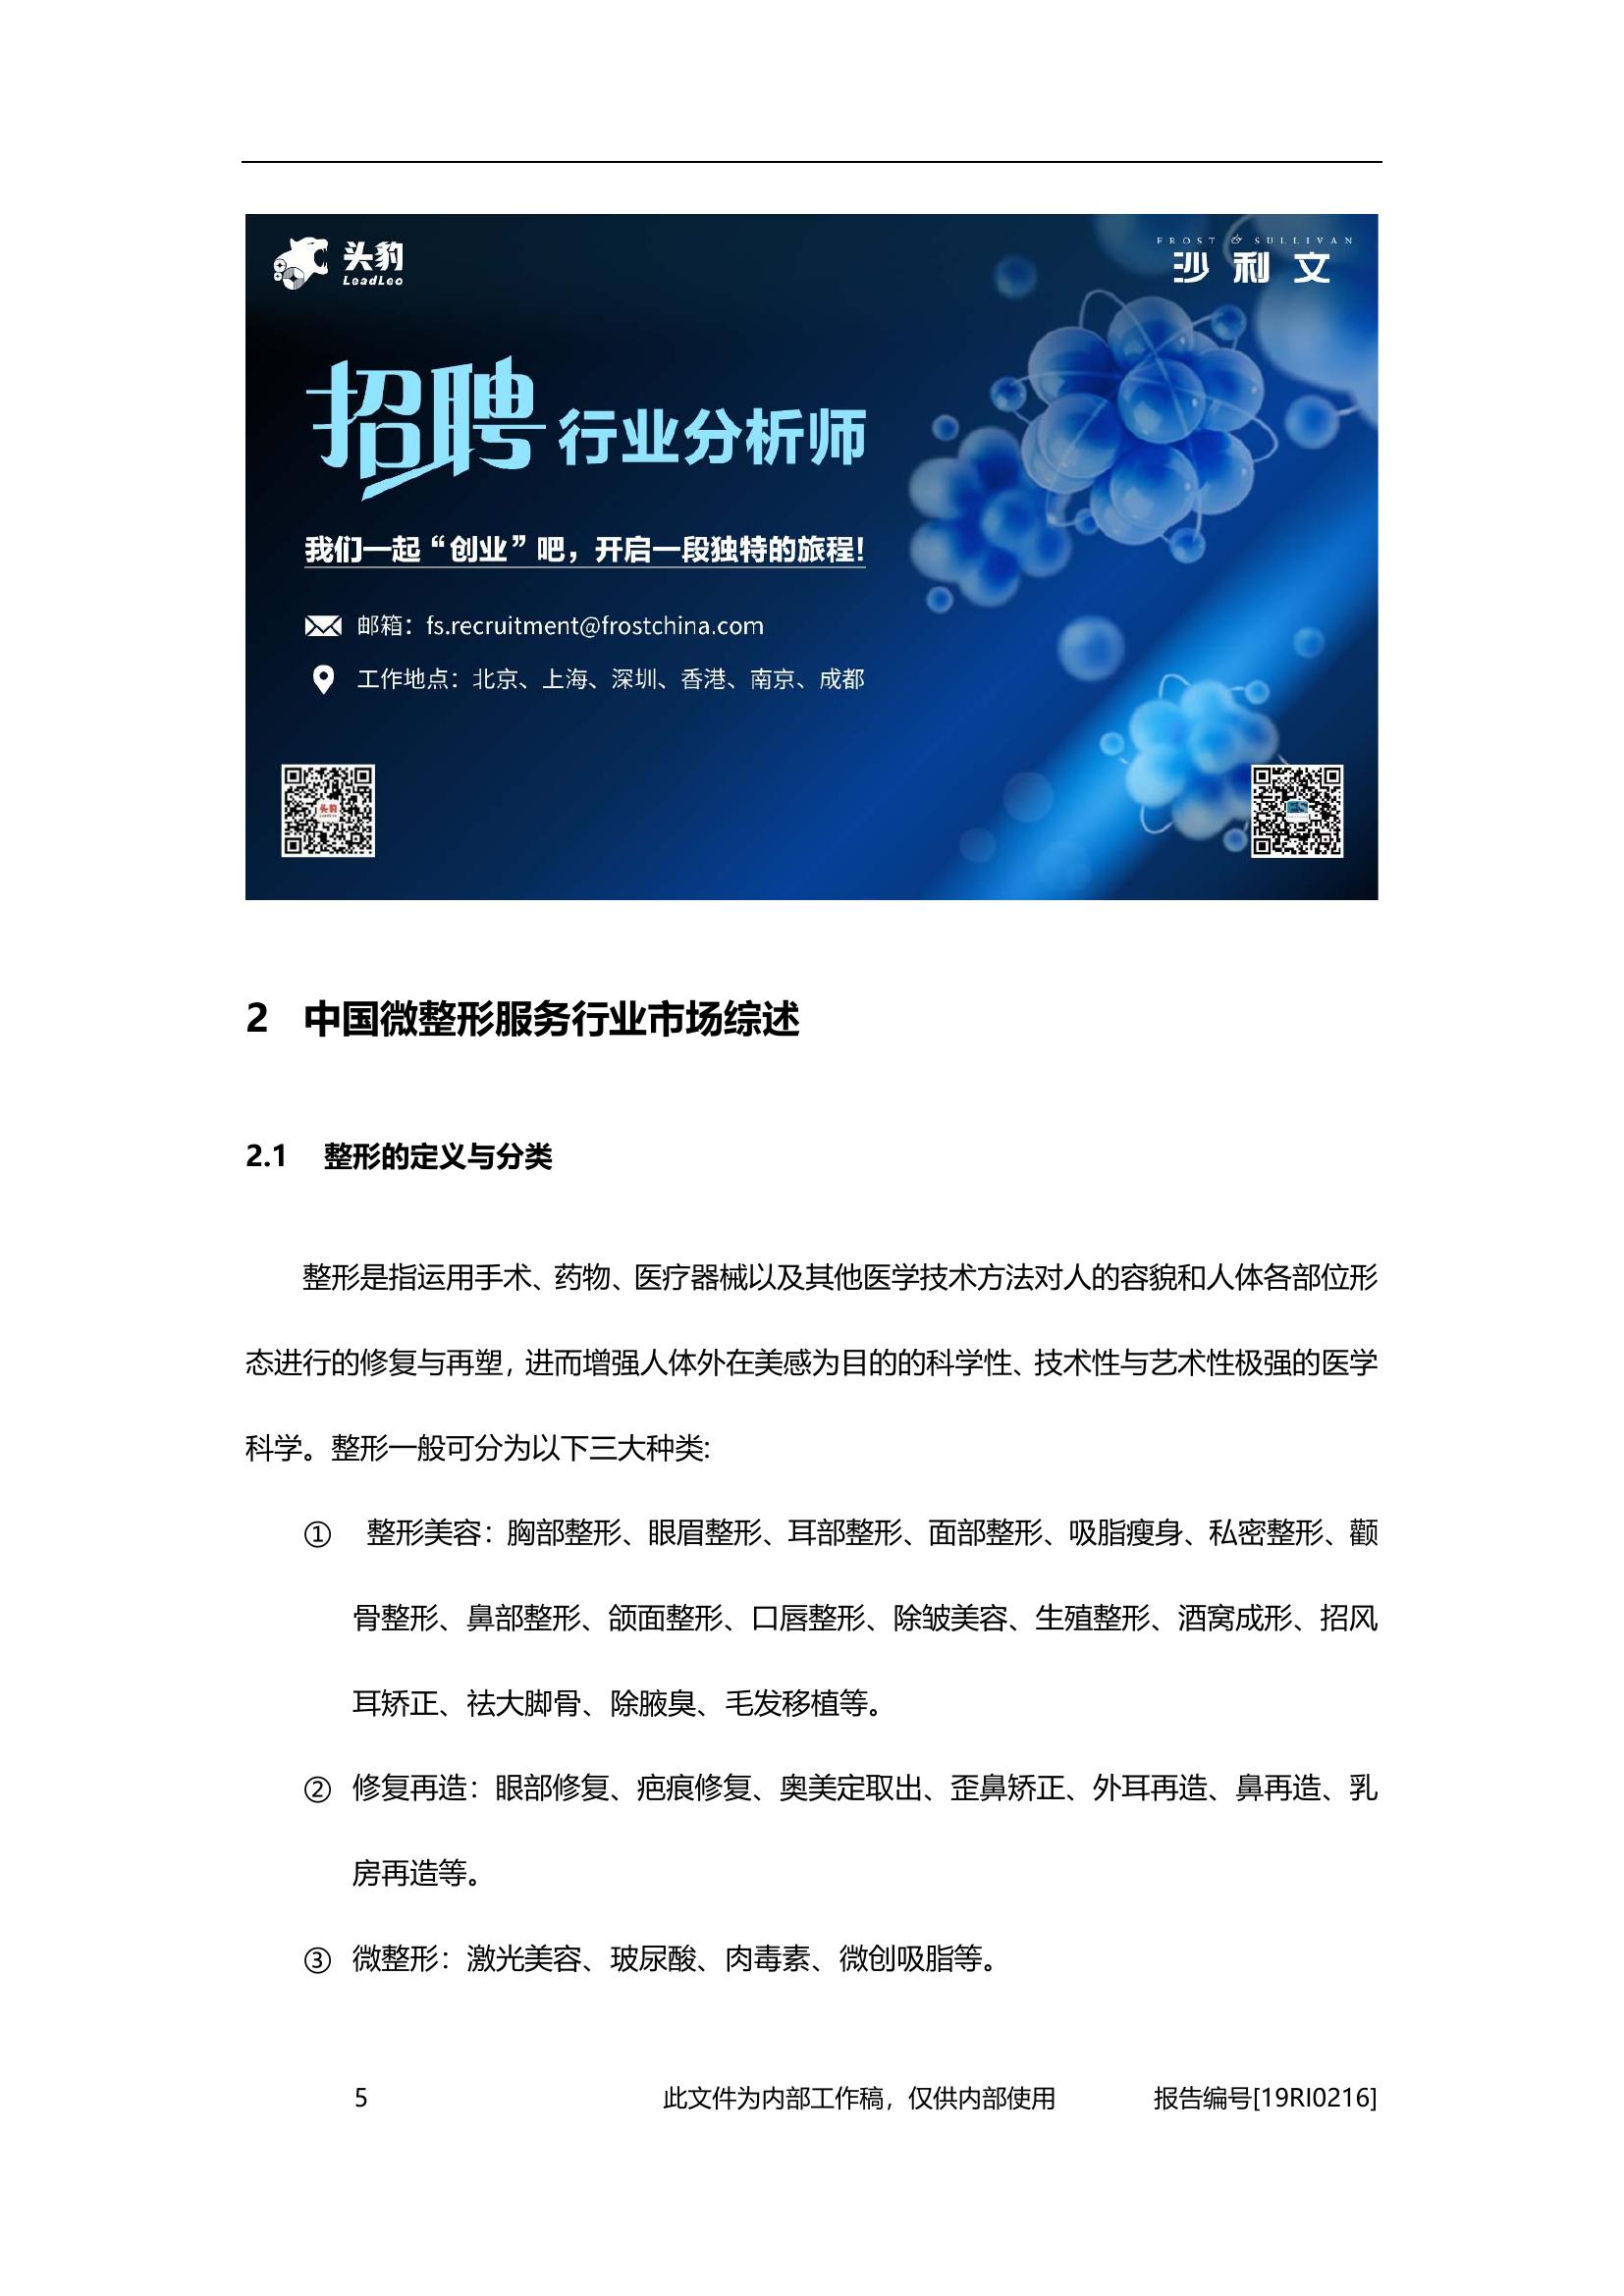 头豹
LeadLeo
FROST & SULLIVAN
沙利文
招聘 行业分析师
我们一起“创业”吧，开启一段独特的旅程！
邮箱：fs.recruitment@frostchina.com
工作地点：北京、上海、深圳、香港、南京、成都
头豹
2 中国微整形服务行业市场综述
2.1 整形的定义与分类
整形是指运用手术、药物、医疗器械以及其他医学技术方法对人的容貌和人体各部位形
态进行的修复与再塑，进而增强人体外在美感为目的的科学性、技术性与艺术性极强的医学
科学。整形一般可分为以下三大种类:
① 整形美容：胸部整形、眼眉整形、耳部整形、面部整形、吸脂瘦身、私密整形、颧
骨整形、鼻部整形、颌面整形、口唇整形、除皱美容、生殖整形、酒窝成形、招风
耳矫正、祛大脚骨、除腋臭、毛发移植等。
② 修复再造：眼部修复、疤痕修复、奥美定取出、歪鼻矫正、外耳再造、鼻再造、乳
房再造等。
③ 微整形：激光美容、玻尿酸、肉毒素、微创吸脂等。
5 此文件为内部工作稿，仅供内部使用 报告编号[19RI0216]